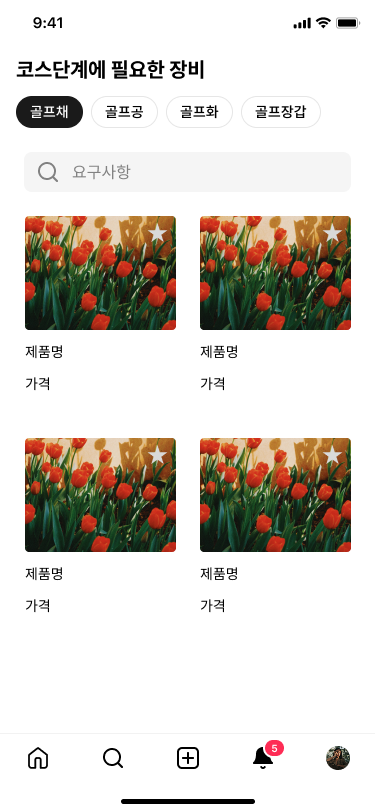 9:41
코스단계에 필요한 장비
골프채 골프공 골프화 골프장갑
요구사항
제품명 제품명
가격 가격
제품명 제품명
가격 가격
5